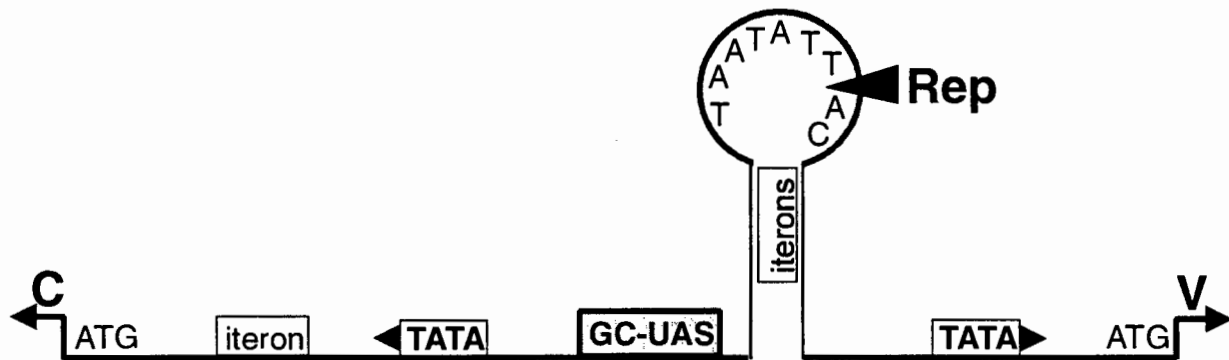 TAATATTAC
Rep
iterons
C
V
ATG
iteron
TATA
GC-UAS
TATA
ATG